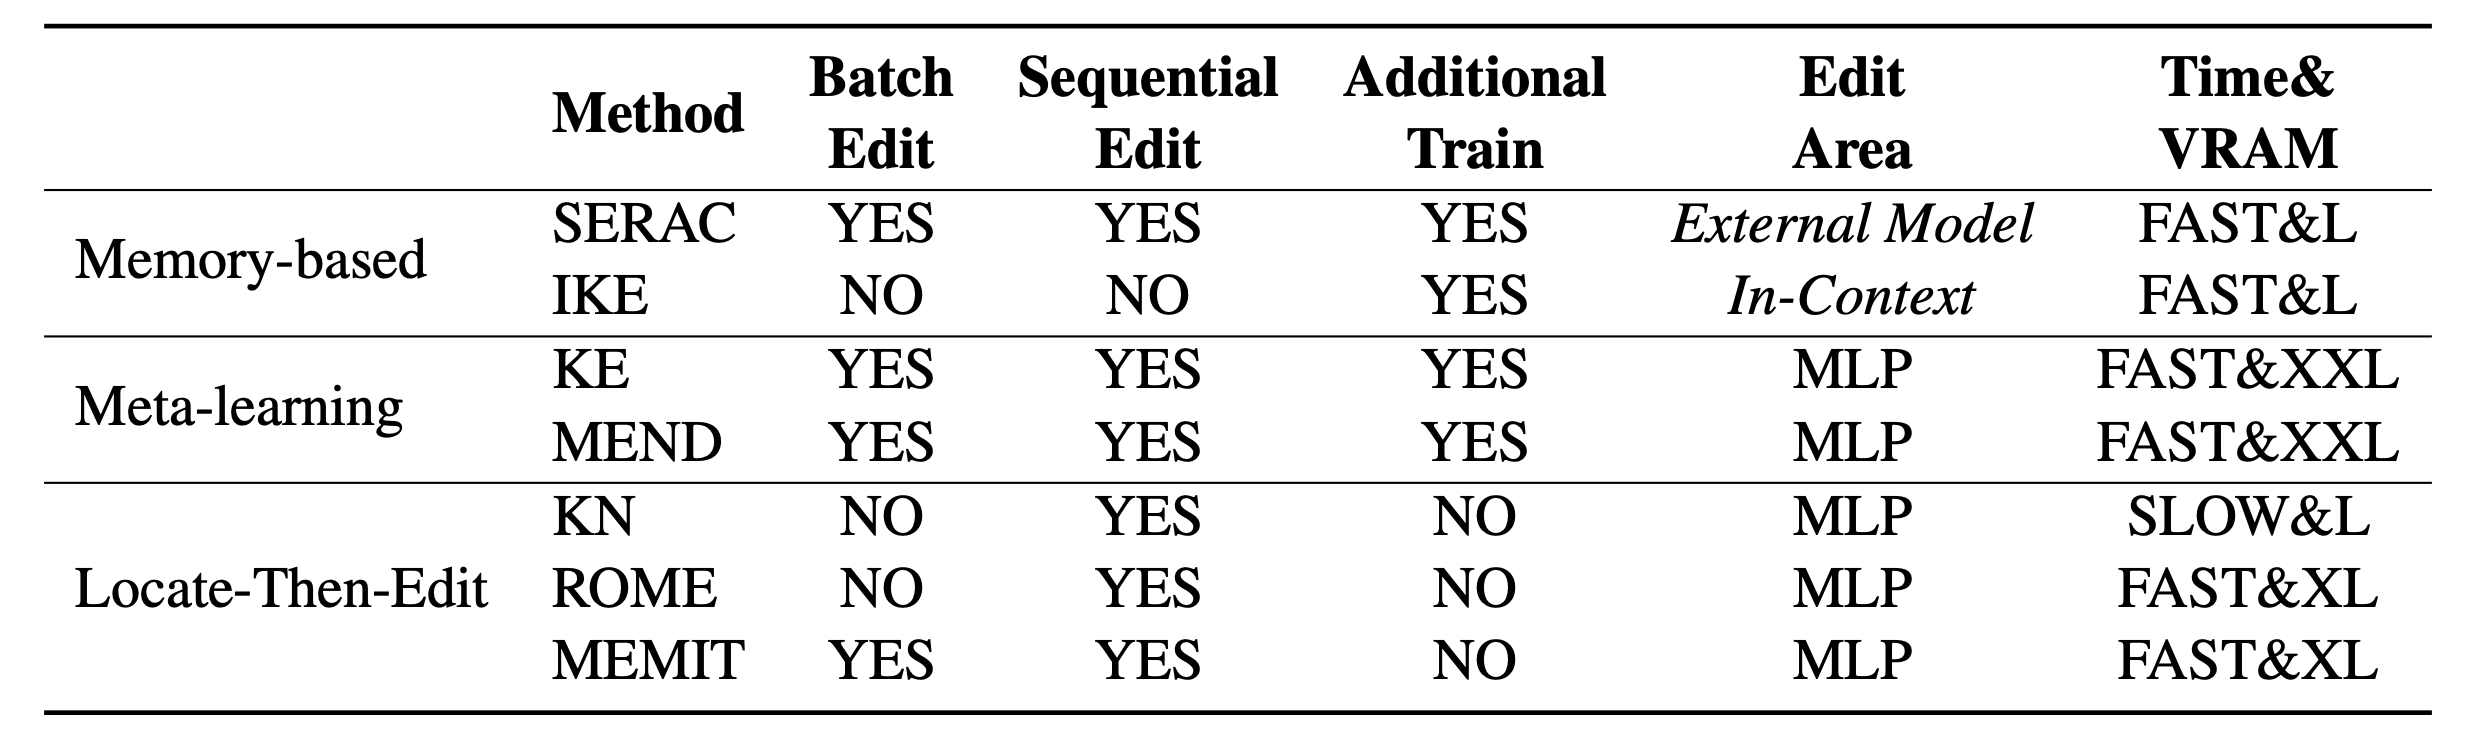 Method Batch Edit Sequential Edit Additional Train Edit Area Time& VRAM
Memory-based
SERAC YES YES YES External Model FAST&L
IKE NO NO YES In-Context FAST&L
Meta-learning
KE YES YES YES MLP FAST&XXL
MEND YES YES YES MLP FAST&XXL
Locate-Then-Edit
KN NO YES NO MLP SLOW&L
ROME NO YES NO MLP FAST&XL
MEMIT YES YES NO MLP FAST&XL